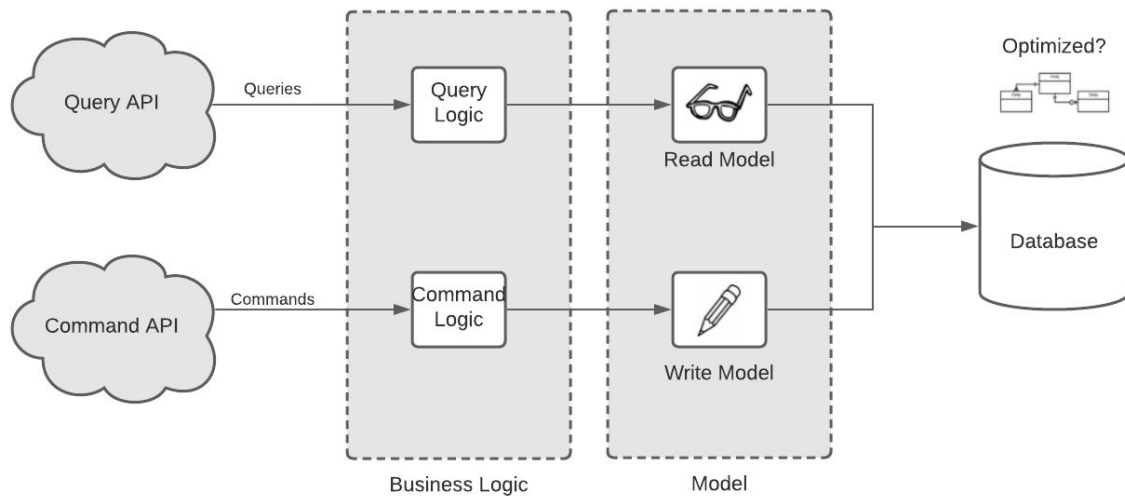 Optimized?
Query API
Queries
Query
Logic
Read Model
Database
Command API
Commands
Command
Logic
Write Model
Business Logic
Model